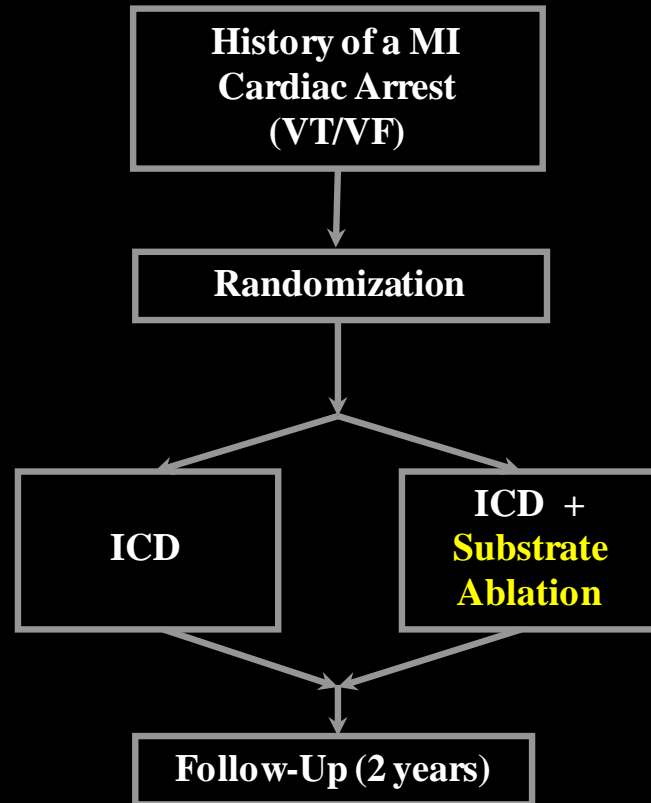 History of a MI
Cardiac Arrest
(VT/VF)
Randomization
ICD
ICD +
Substrate
Ablation
Follow-Up (2 years)